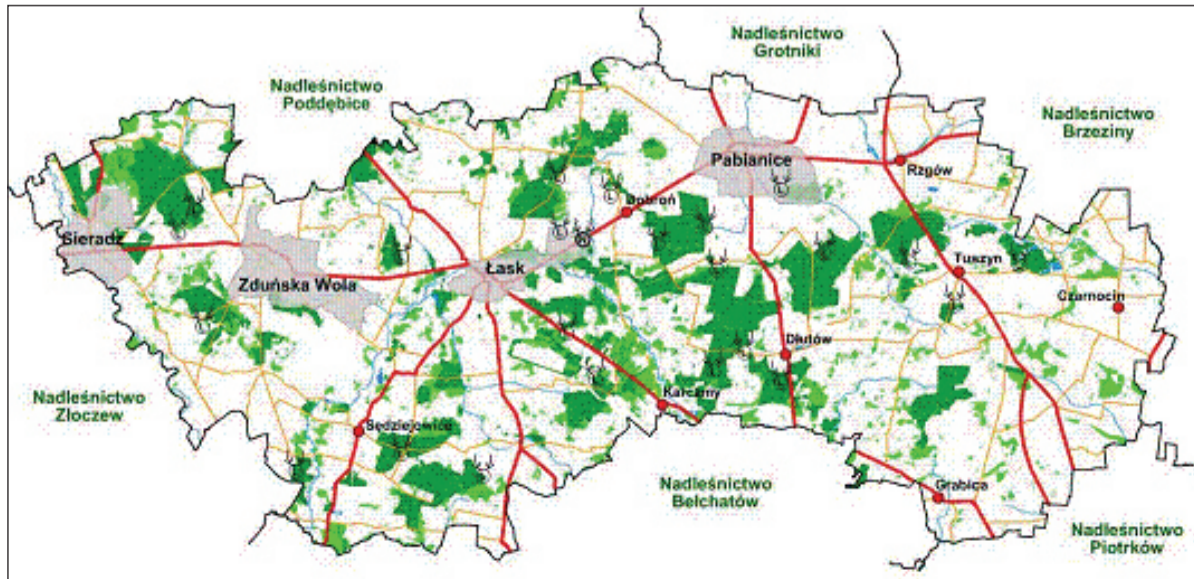 Nadleśnictwo
Grotniki
Nadleśnictwo
Poddębice
Nadleśnictwo
Brzeziny
Pabianice
Rzgów
Dobroń
Sieradz
Łask
Zduńska Wola
Tuszyn
Czarnocin
Dłutów
Nadleśnictwo
Złoczew
Karczmy
Sędziejowice
Nadleśnictwo
Bełchatów
Grabica
Nadleśnictwo
Piotrków